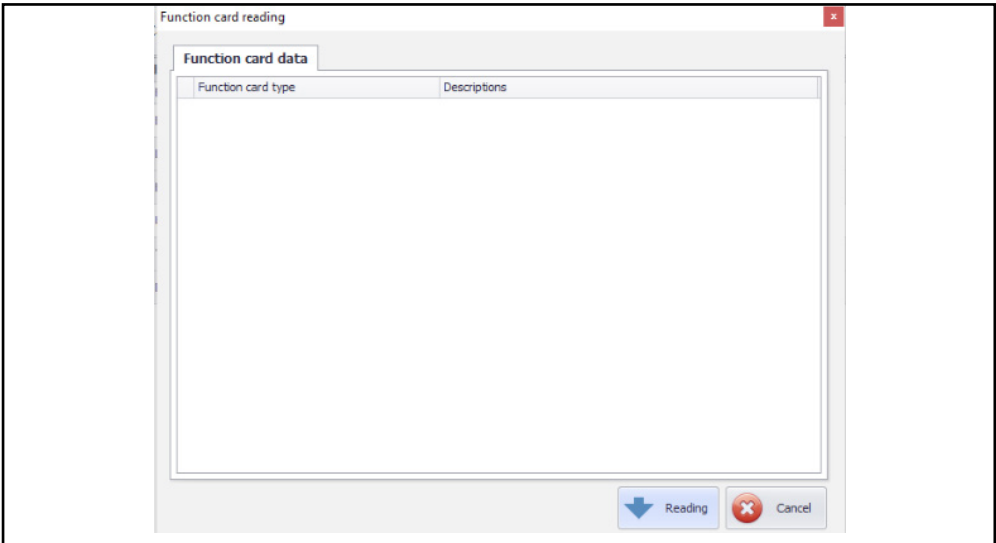 Function card reading
Function card data
Function card type Descriptions
Reading Cancel